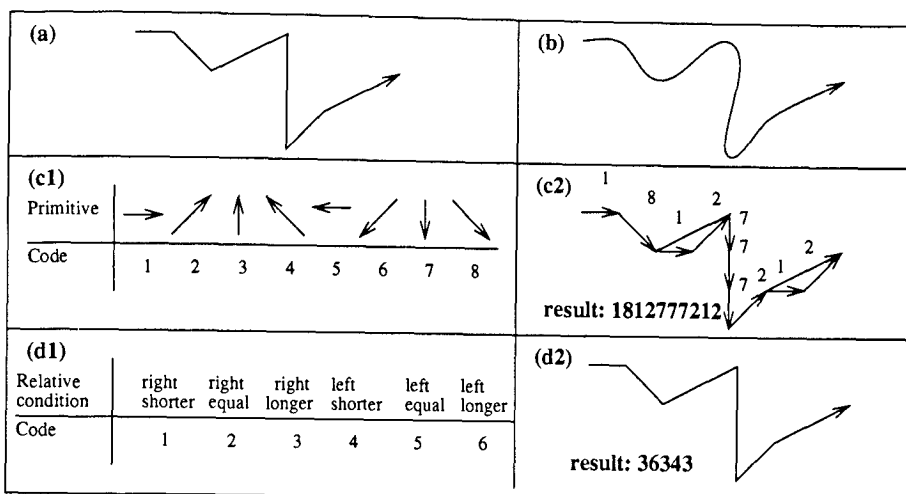 (a)
(b)
(c1)
Primitive
Code
1 2 3 4 5 6 7 8
(c2)
1
8
1
2
7
7
7
2
1
2
result: 1812777212
(d1)
Relative condition
right shorter
right equal
right longer
left shorter
left equal
left longer
Code
1 2 3 4 5 6
(d2)
result: 36343